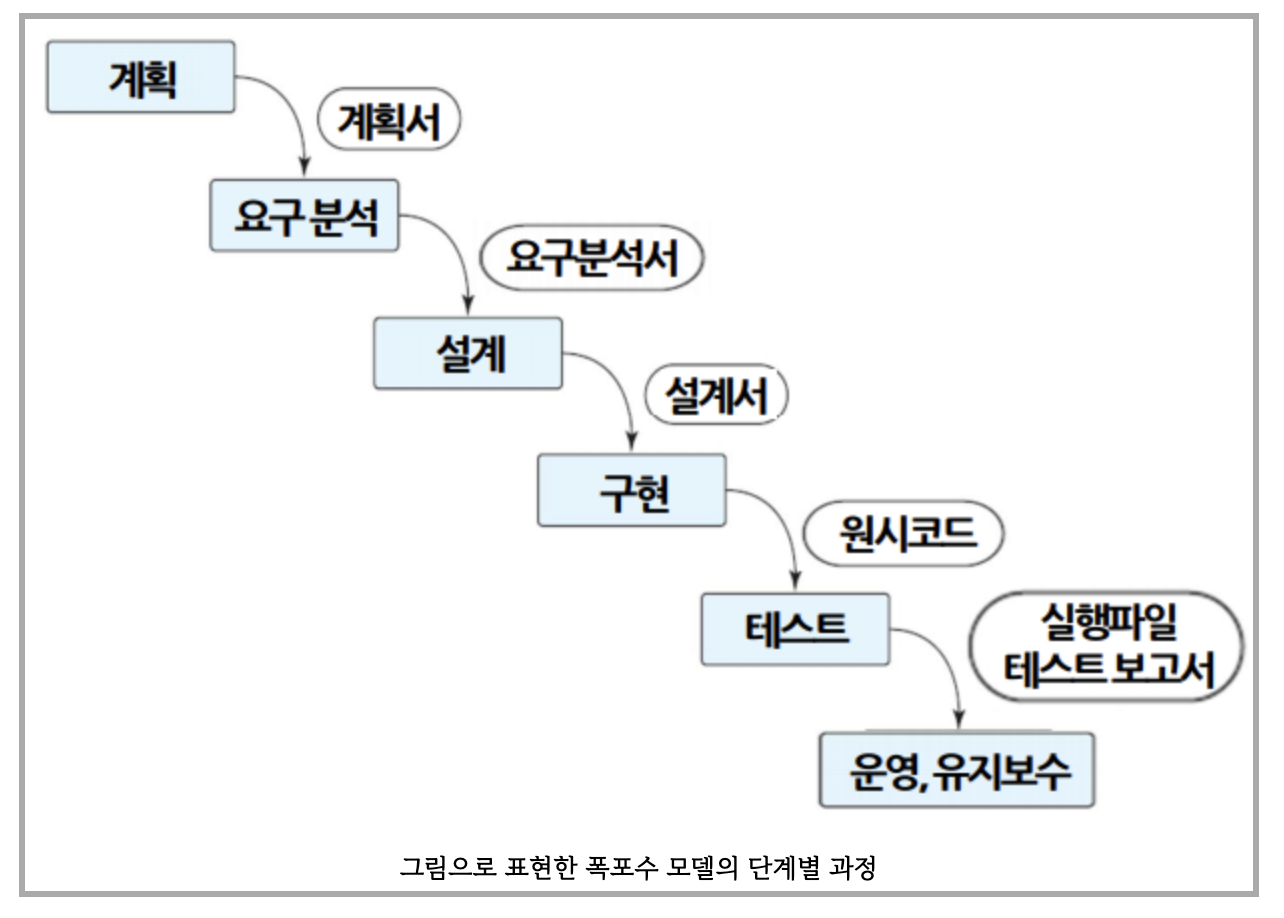 계획
계획서
요구 분석
요구분석서
설계
설계서
구현
원시코드
테스트
실행파일
테스트 보고서
운영, 유지보수
그림으로 표현한 폭포수 모델의 단계별 과정